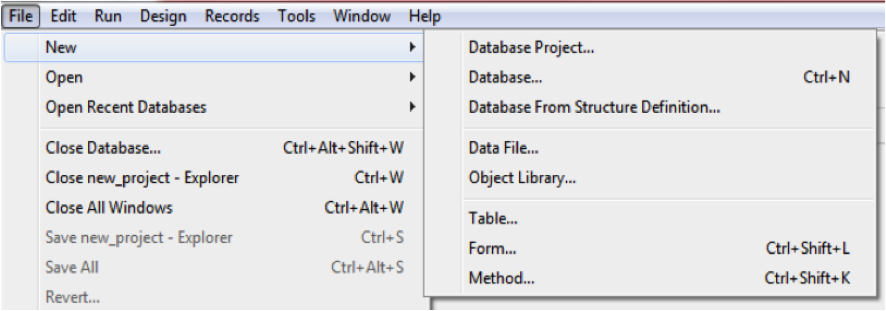 File Edit Run Design Records Tools Window Help
New
Open
Open Recent Databases
Close Database... Ctrl+Alt+Shift+W
Close new_project - Explorer Ctrl+W
Close All Windows Ctrl+Alt+W
Save new_project - Explorer Ctrl+S
Save All Ctrl+Alt+S
Revert...
Database Project...
Database... Ctrl+N
Database From Structure Definition...
Data File...
Object Library...
Table...
Form... Ctrl+Shift+L
Method... Ctrl+Shift+K